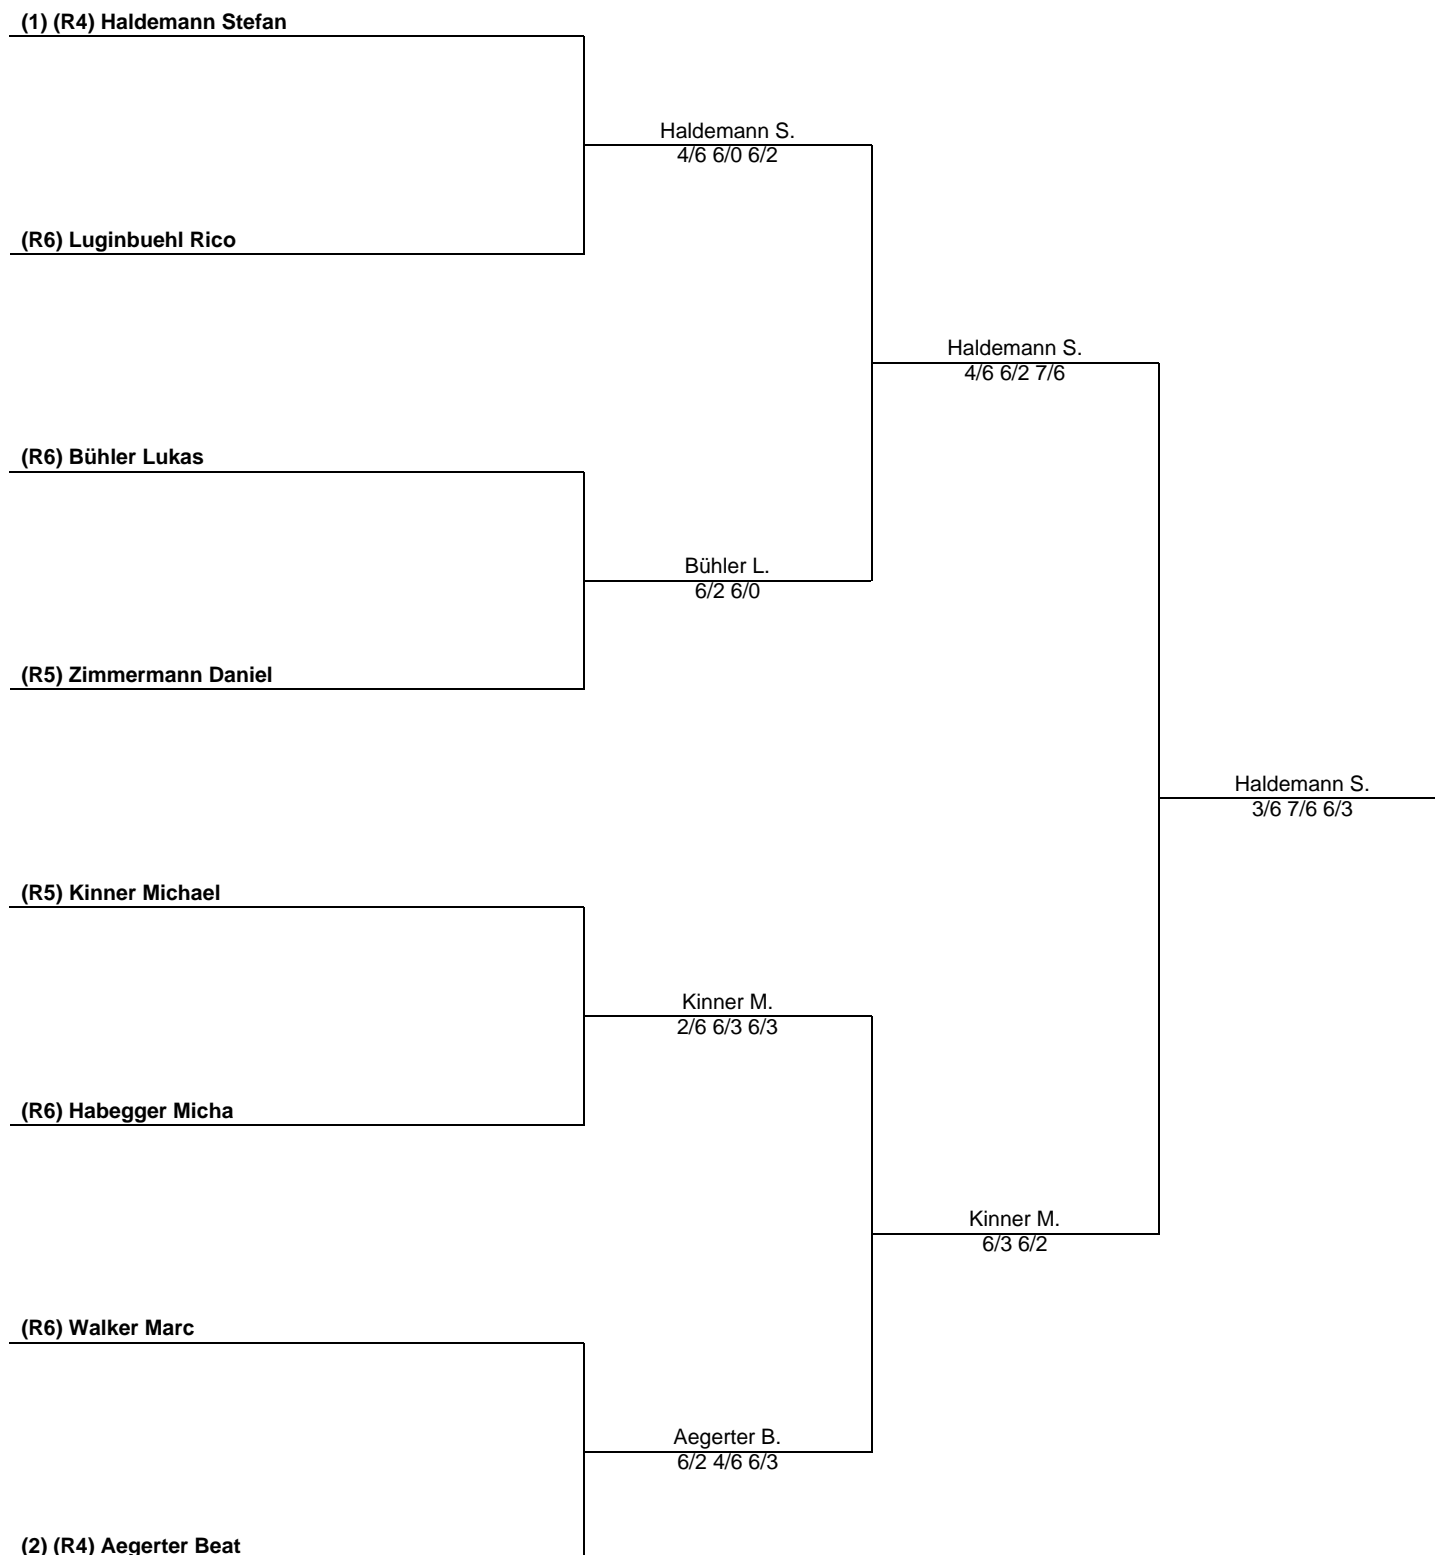 (1) (R4) Haldemann Stefan
Haldemann S.
4/6 6/0 6/2
(R6) Luginbuehl Rico
Haldemann S.
4/6 6/2 7/6
(R6) Bühler Lukas
Bühler L.
6/2 6/0
(R5) Zimmermann Daniel
Haldemann S.
3/6 7/6 6/3
(R5) Kinner Michael
Kinner M.
2/6 6/3 6/3
(R6) Habegger Micha
Kinner M.
6/3 6/2
(R6) Walker Marc
Aegerter B.
6/2 4/6 6/3
(2) (R4) Aegerter Beat